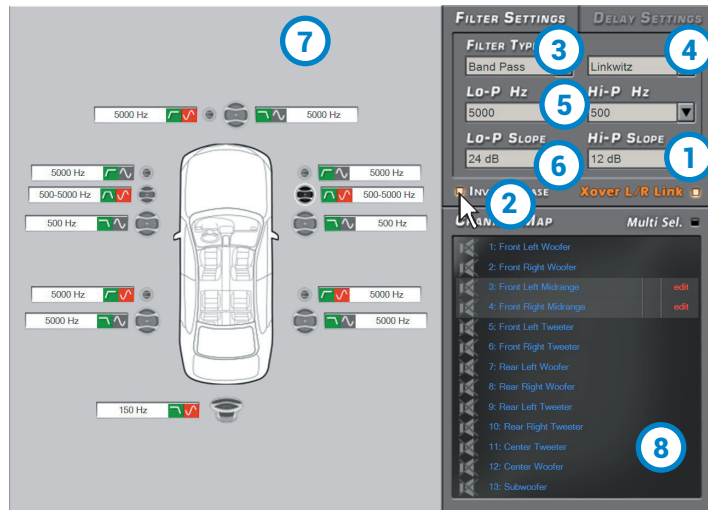 7
5000 Hz
5000 Hz
5000 Hz
5000 Hz
500-5000 Hz
500-5000 Hz
500 Hz
500 Hz
5000 Hz
5000 Hz
5000 Hz
5000 Hz
150 Hz
FILTER SETTINGS
DELAY SETTINGS
FILTER TYP
3
4
Band Pass
Linkwitz
LO-P HZ
5
HI-P HZ
5000
500
LO-P SLOPE
HI-P SLOPE
1
24 dB
6
12 dB
2
Xover L/R Link
Multi Sel.
1: Front Left Woofer
2: Front Right Woofer
3: Front Left Midrange edit
4: Front Right Midrange edit
5: Front Left Tweeter
6: Front Right Tweeter
7: Rear Left Woofer
8: Rear Right Woofer
9: Rear Left Tweeter
10: Rear Right Tweeter
11: Center Tweeter
12: Center Woofer
13: Subwoofer
8